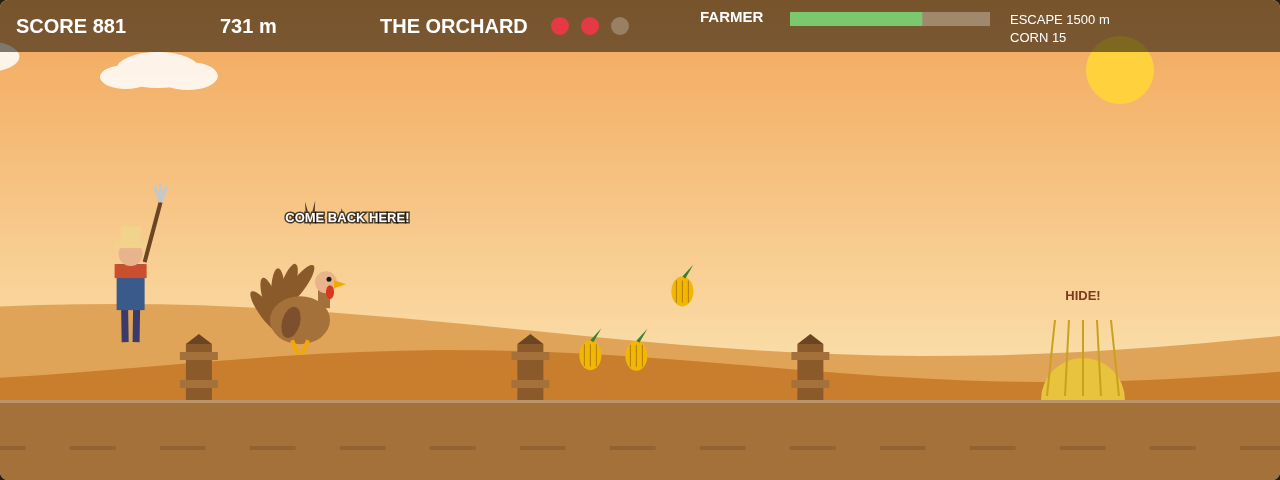 SCORE 881
731 m
THE ORCHARD
FARMER
ESCAPE 1500 m
CORN 15
COME BACK HERE!
HIDE!